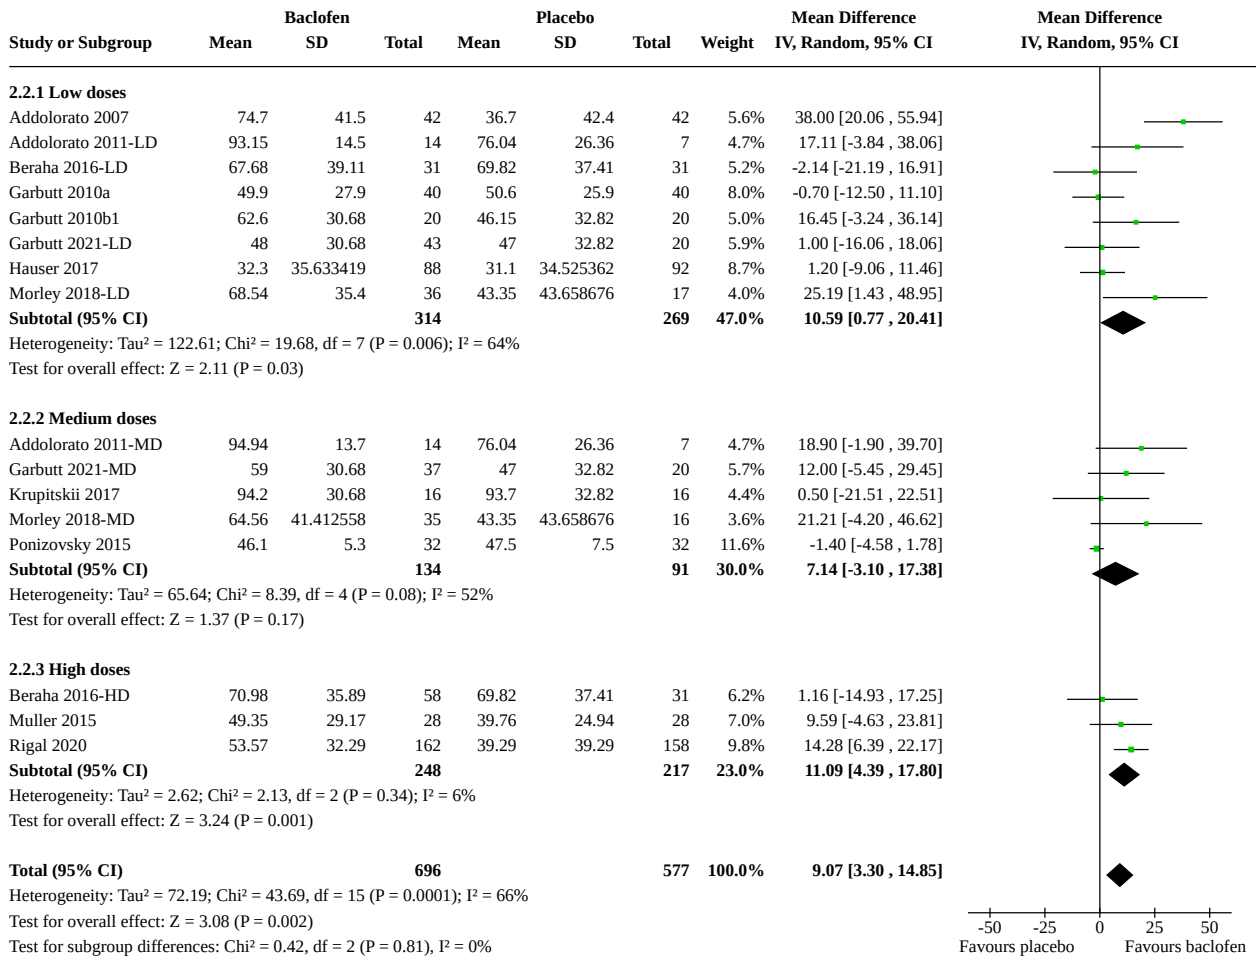 Baclofen Placebo Mean Difference Mean Difference
Study or Subgroup Mean SD Total Mean SD Total Weight IV, Random, 95% CI IV, Random, 95% CI
2.2.1 Low doses
Addolorato 2007 74.7 41.5 42 36.7 42.4 42 5.6% 38.00 [20.06 , 55.94]
Addolorato 2011-LD 93.15 14.5 14 76.04 26.36 7 4.7% 17.11 [-3.84 , 38.06]
Beraha 2016-LD 67.68 39.11 31 69.82 37.41 31 5.2% -2.14 [-21.19 , 16.91]
Garbutt 2010a 49.9 27.9 40 50.6 25.9 40 8.0% -0.70 [-12.50 , 11.10]
Garbutt 2010b1 62.6 30.68 20 46.15 32.82 20 5.0% 16.45 [-3.24 , 36.14]
Garbutt 2021-LD 48 30.68 43 47 32.82 20 5.9% 1.00 [-16.06 , 18.06]
Hauser 2017 32.3 35.633419 88 31.1 34.525362 92 8.7% 1.20 [-9.06 , 11.46]
Morley 2018-LD 68.54 35.4 36 43.35 43.658676 17 4.0% 25.19 [1.43 , 48.95]
Subtotal (95% CI) 314 269 47.0% 10.59 [0.77 , 20.41]
Heterogeneity: Tau² = 122.61; Chi² = 19.68, df = 7 (P = 0.006); I² = 64%
Test for overall effect: Z = 2.11 (P = 0.03)
2.2.2 Medium doses
Addolorato 2011-MD 94.94 13.7 14 76.04 26.36 7 4.7% 18.90 [-1.90 , 39.70]
Garbutt 2021-MD 59 30.68 37 47 32.82 20 5.7% 12.00 [-5.45 , 29.45]
Krupitskii 2017 94.2 30.68 16 93.7 32.82 16 4.4% 0.50 [-21.51 , 22.51]
Morley 2018-MD 64.56 41.412558 35 43.35 43.658676 16 3.6% 21.21 [-4.20 , 46.62]
Ponizovsky 2015 46.1 5.3 32 47.5 7.5 32 11.6% -1.40 [-4.58 , 1.78]
Subtotal (95% CI) 134 91 30.0% 7.14 [-3.10 , 17.38]
Heterogeneity: Tau² = 65.64; Chi² = 8.39, df = 4 (P = 0.08); I² = 52%
Test for overall effect: Z = 1.37 (P = 0.17)
2.2.3 High doses
Beraha 2016-HD 70.98 35.89 58 69.82 37.41 31 6.2% 1.16 [-14.93 , 17.25]
Muller 2015 49.35 29.17 28 39.76 24.94 28 7.0% 9.59 [-4.63 , 23.81]
Rigal 2020 53.57 32.29 162 39.29 39.29 158 9.8% 14.28 [6.39 , 22.17]
Subtotal (95% CI) 248 217 23.0% 11.09 [4.39 , 17.80]
Heterogeneity: Tau² = 2.62; Chi² = 2.13, df = 2 (P = 0.34); I² = 6%
Test for overall effect: Z = 3.24 (P = 0.001)
Total (95% CI) 696 577 100.0% 9.07 [3.30 , 14.85]
Heterogeneity: Tau² = 72.19; Chi² = 43.69, df = 15 (P = 0.0001); I² = 66%
Test for overall effect: Z = 3.08 (P = 0.002)
Test for subgroup differences: Chi² = 0.42, df = 2 (P = 0.81), I² = 0%
-50 -25 0 25 50
Favours placebo Favours baclofen